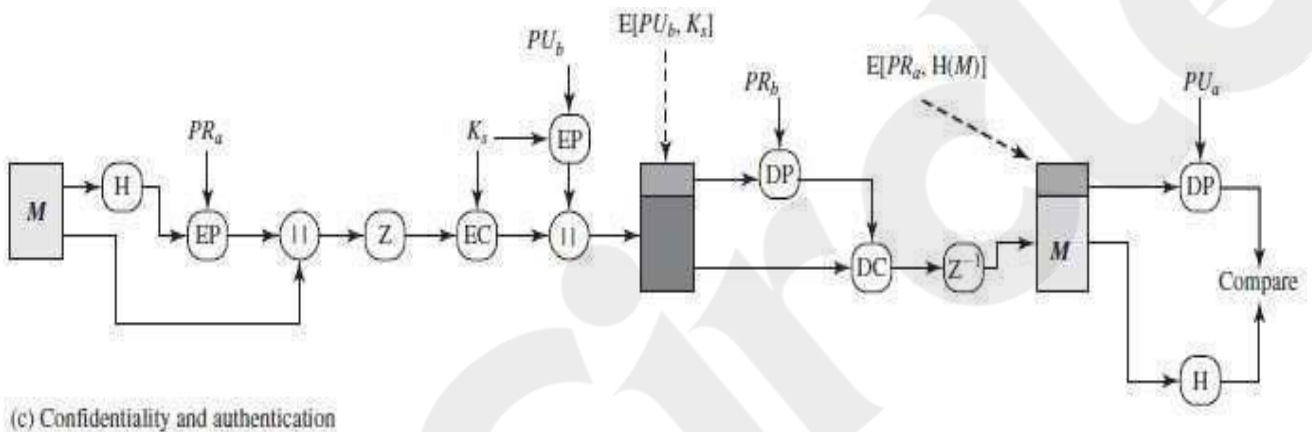 E[PU_b, K_s]
PU_b
E[PR_a, H(M)]
PR_b
PU_a
PR_a
K_s
EP
H
DP
DP
M
EP
||
Z
EC
||
DC
Z⁻¹
M
Compare
H
(c) Confidentiality and authentication